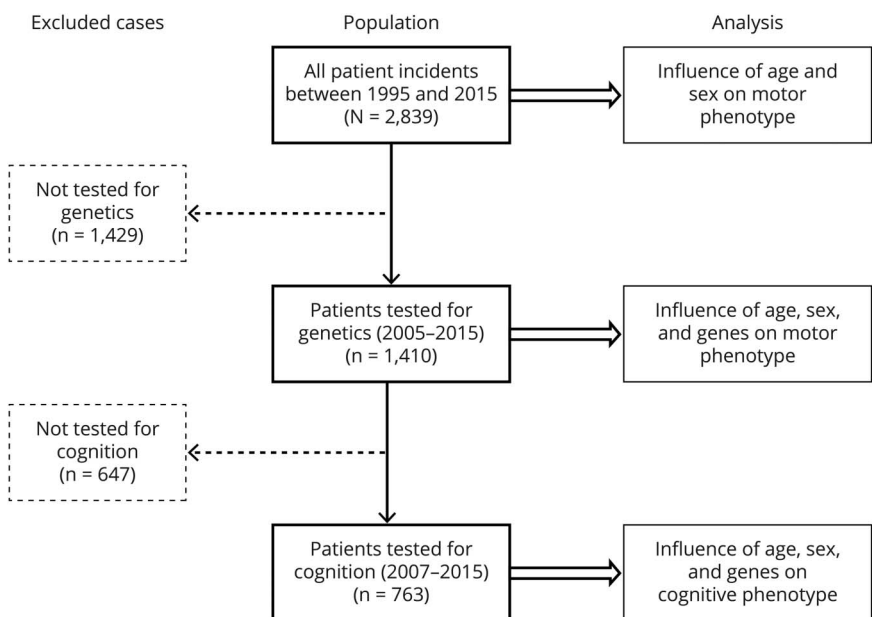 Excluded cases
Population
Analysis
All patient incidents
between 1995 and 2015
(N = 2,839)
Influence of age and
sex on motor
phenotype
Not tested for
genetics
(n = 1,429)
Patients tested for
genetics (2005–2015)
(n = 1,410)
Influence of age, sex,
and genes on motor
phenotype
Not tested for
cognition
(n = 647)
Patients tested for
cognition (2007–2015)
(n = 763)
Influence of age, sex,
and genes on
cognitive phenotype